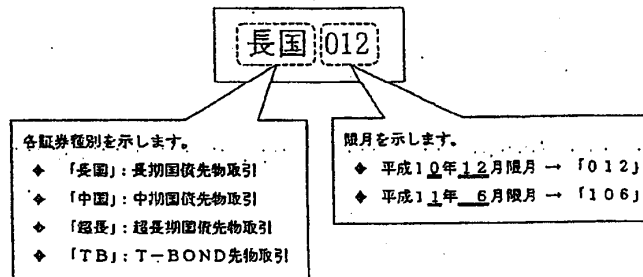 長国 012
各証券種別を示します。
◆ 「長国」：長期国債先物取引
◆ 「中国」：中期国債先物取引
◆ 「超長」：超長期国債先物取引
◆ 「TB」：T－BOND先物取引
限月を示します。
◆ 平成10年12月限月 → 「012」
◆ 平成11年 6月限月 → 「106」